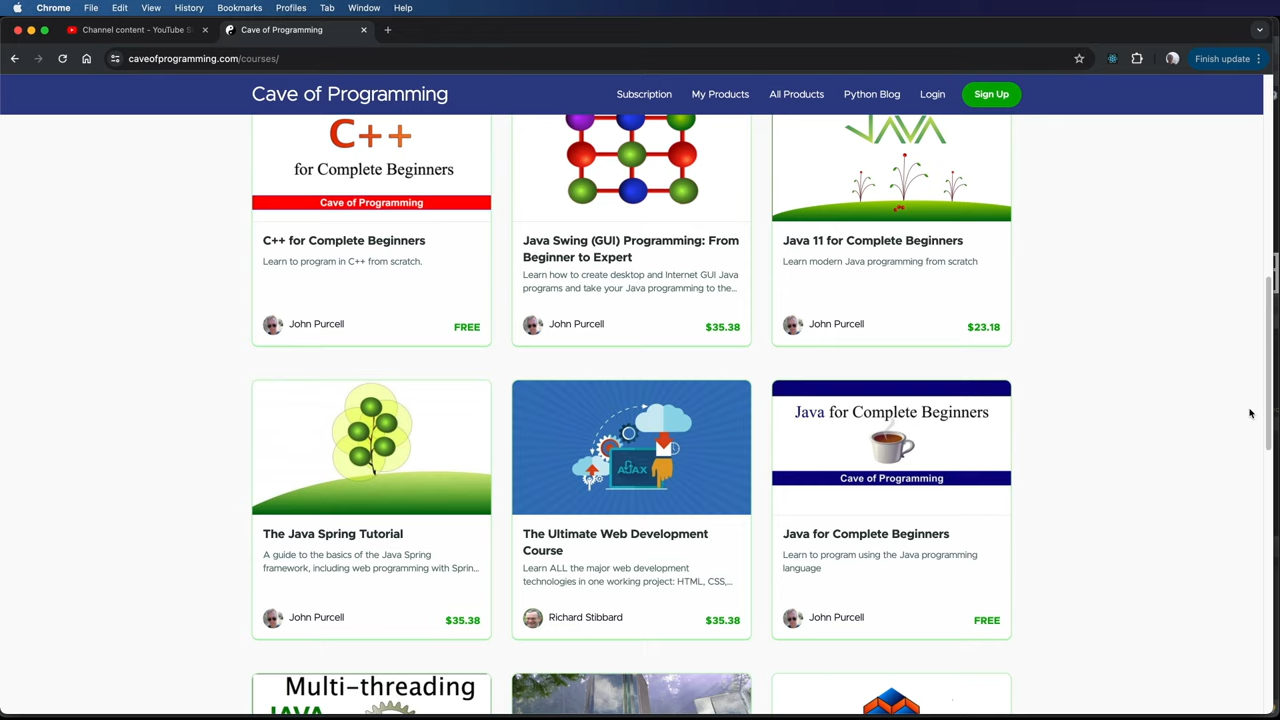 Chrome File Edit View History Bookmarks Profiles Tab Window Help
Channel content - YouTube S
Cave of Programming
caveofprogramming.com/courses/
Finish update
Cave of Programming
Subscription My Products All Products Python Blog Login Sign Up
C++
for Complete Beginners
Cave of Programming
JAVA
C++ for Complete Beginners
Learn to program in C++ from scratch.
John Purcell
FREE
Java Swing (GUI) Programming: From
Beginner to Expert
Learn how to create desktop and Internet GUI Java
programs and take your Java programming to the...
John Purcell
$35.38
Java 11 for Complete Beginners
Learn modern Java programming from scratch
John Purcell
$23.18
AJAX
Java for Complete Beginners
Cave of Programming
The Java Spring Tutorial
A guide to the basics of the Java Spring
framework, including web programming with Sprin...
John Purcell
$35.38
The Ultimate Web Development
Course
Learn ALL the major web development
technologies in one working project: HTML, CSS,...
Richard Stibbard
$35.38
Java for Complete Beginners
Learn to program using the Java programming
language
John Purcell
FREE
Multi-threading
JAVA